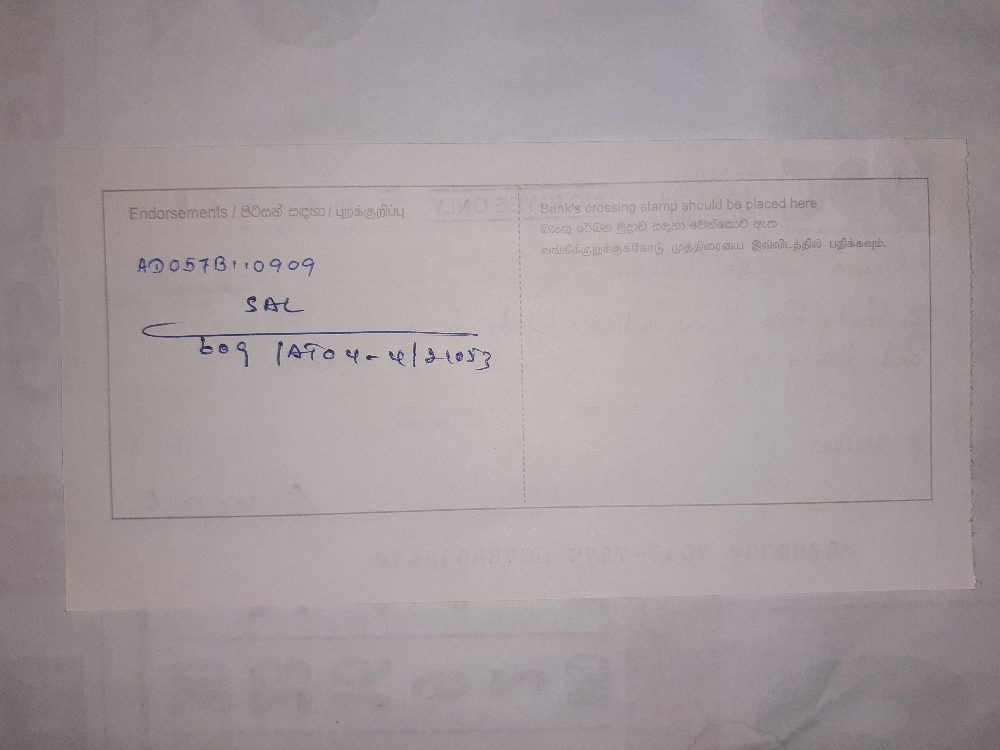 Endorsements / පිටසන් සඳහා / புறக்குறிப்பு
AD057B110909
SAL
609 /AT04-4/21053
Bank's crossing stamp should be placed here
බැංකු රේඛන මුද්‍රාව සඳහා වෙන්කොට ඇත
வங்கிக்குறுக்குக்கோடு முத்திரையை இவ்விடத்தில் பதிக்கவும்.